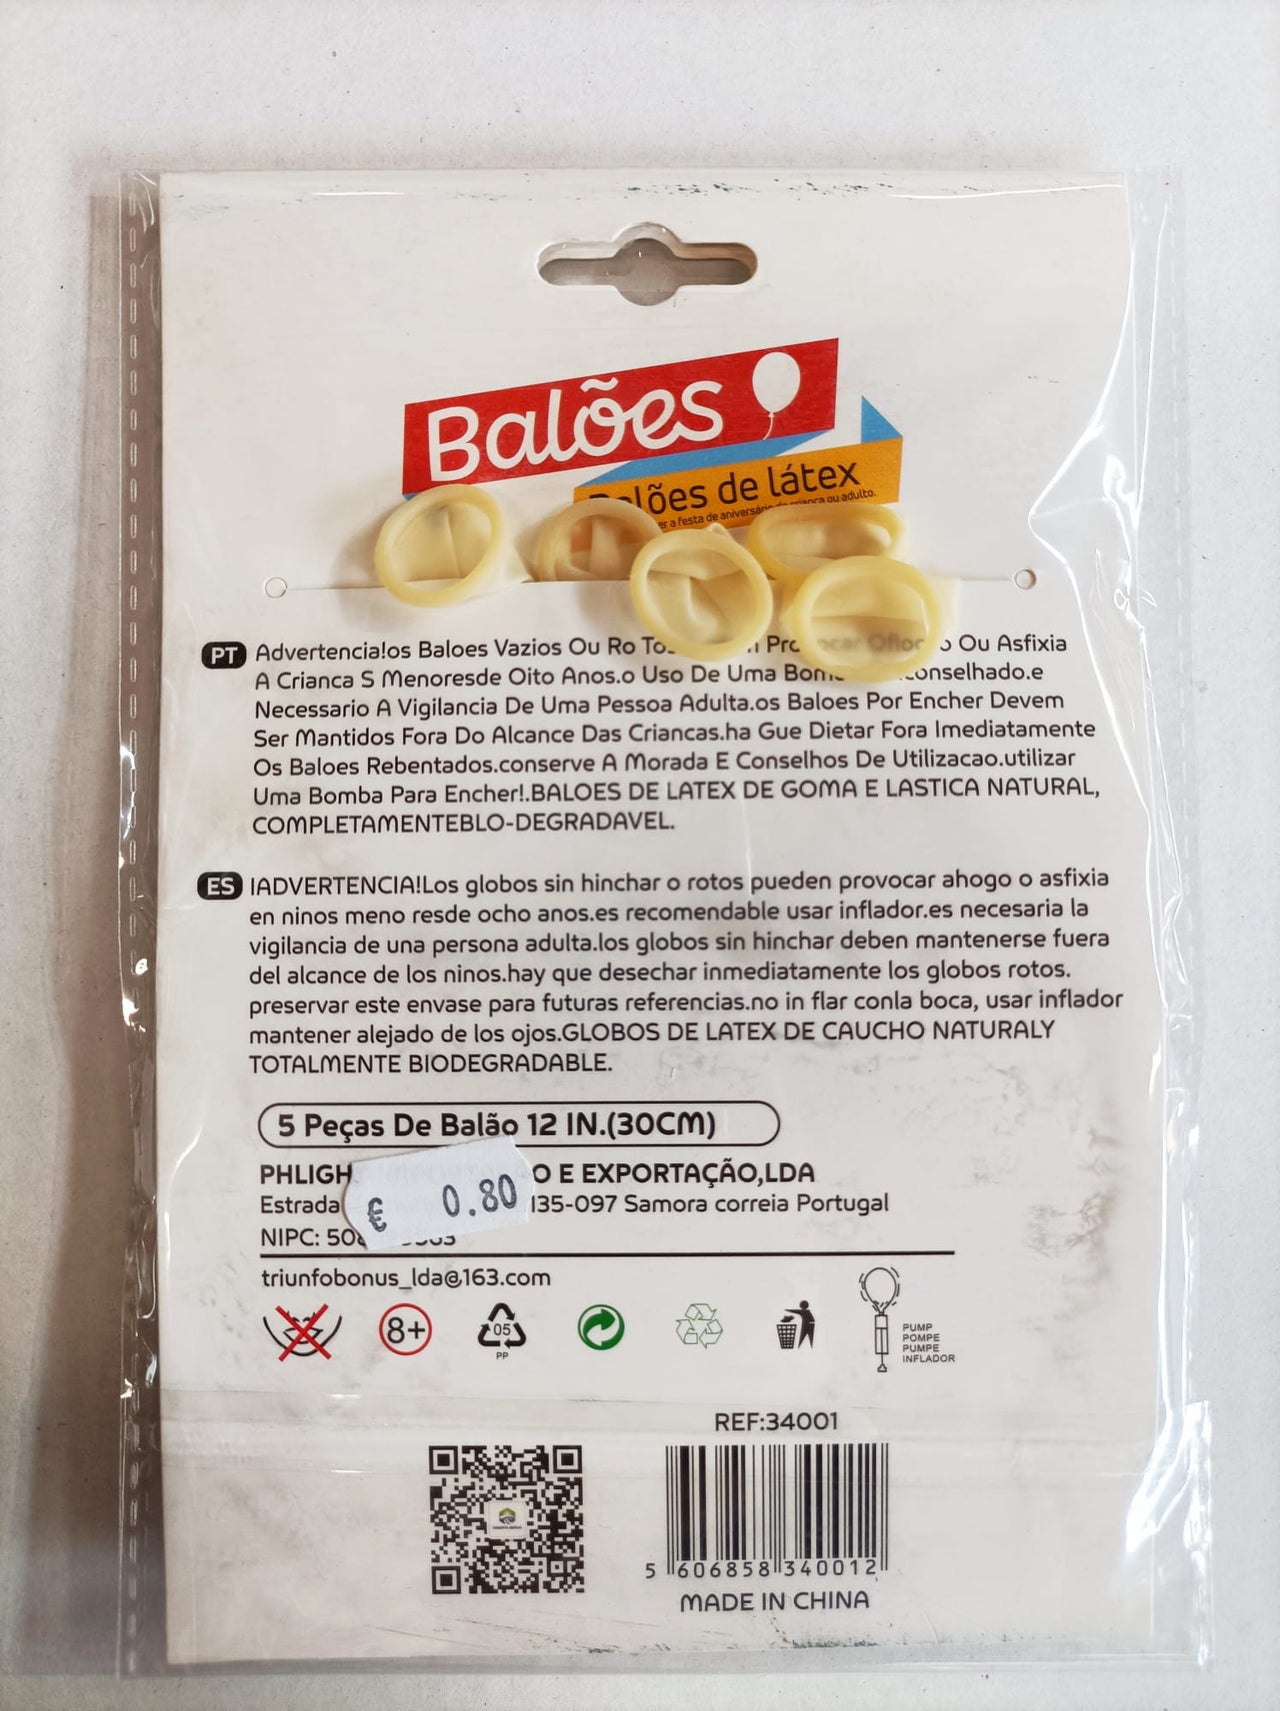 Balões
lões de látex
er a festa de aniversário de criança ou adulto.
PT Advertencia!os Baloes Vazios Ou Ro Ou Asfixia
A Crianca S Menoresde Oito Anos.o Uso De Uma
Necessario A Vigilancia De Uma Pessoa Adulta.os Baloes Por Encher Devem
Ser Mantidos Fora Do Alcance Das Criancas.ha Gue Dietar Fora Imediatamente
Os Baloes Rebentados.conserve A Morada E Conselhos De Utilizacao.utilizar
Uma Bomba Para Encher!.BALOES DE LATEX DE GOMA E LASTICA NATURAL,
COMPLETAMENTEBLO-DEGRADAVEL.
ES IADVERTENCIA!Los globos sin hinchar o rotos pueden provocar ahogo o asfixia
en ninos meno resde ocho anos.es recomendable usar inflador.es necesaria la
vigilancia de una persona adulta.los globos sin hinchar deben mantenerse fuera
del alcance de los ninos.hay que desechar inmediatamente los globos rotos.
preservar este envase para futuras referencias.no in flar conla boca, usar inflador
mantener alejado de los ojos.GLOBOS DE LATEX DE CAUCHO NATURALY
TOTALMENTE BIODEGRADABLE.
5 Peças De Balão 12 IN.(30CM)
PHLIGH O E EXPORTAÇÃO,LDA
Estrada 135-097 Samora correia Portugal
€ 0.80
NIPC:
triunfobonus_lda@163.com
8+
05
PP
PUMP
POMPE
PUMPE
INFLADOR
REF:34001
5 606858 340012
MADE IN CHINA